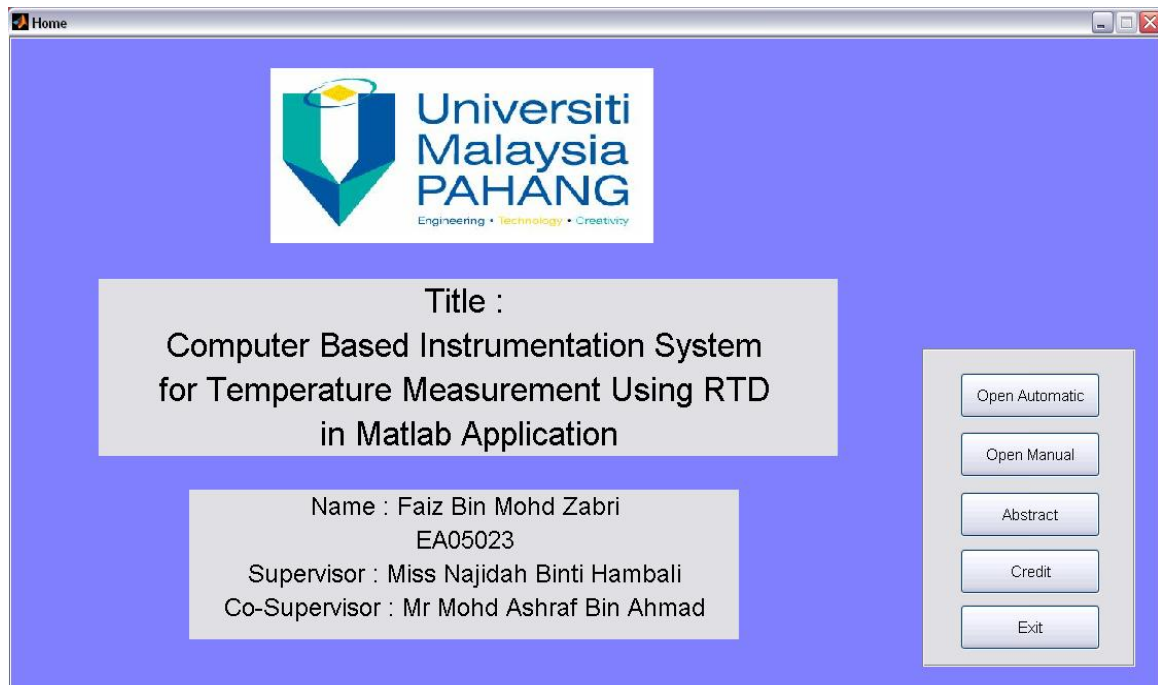 Home
Universiti
Malaysia
PAHANG
Engineering • Technology • Creativity
Title :
Computer Based Instrumentation System
for Temperature Measurement Using RTD
in Matlab Application
Name : Faiz Bin Mohd Zabri
EA05023
Supervisor : Miss Najidah Binti Hambali
Co-Supervisor : Mr Mohd Ashraf Bin Ahmad
Open Automatic
Open Manual
Abstract
Credit
Exit